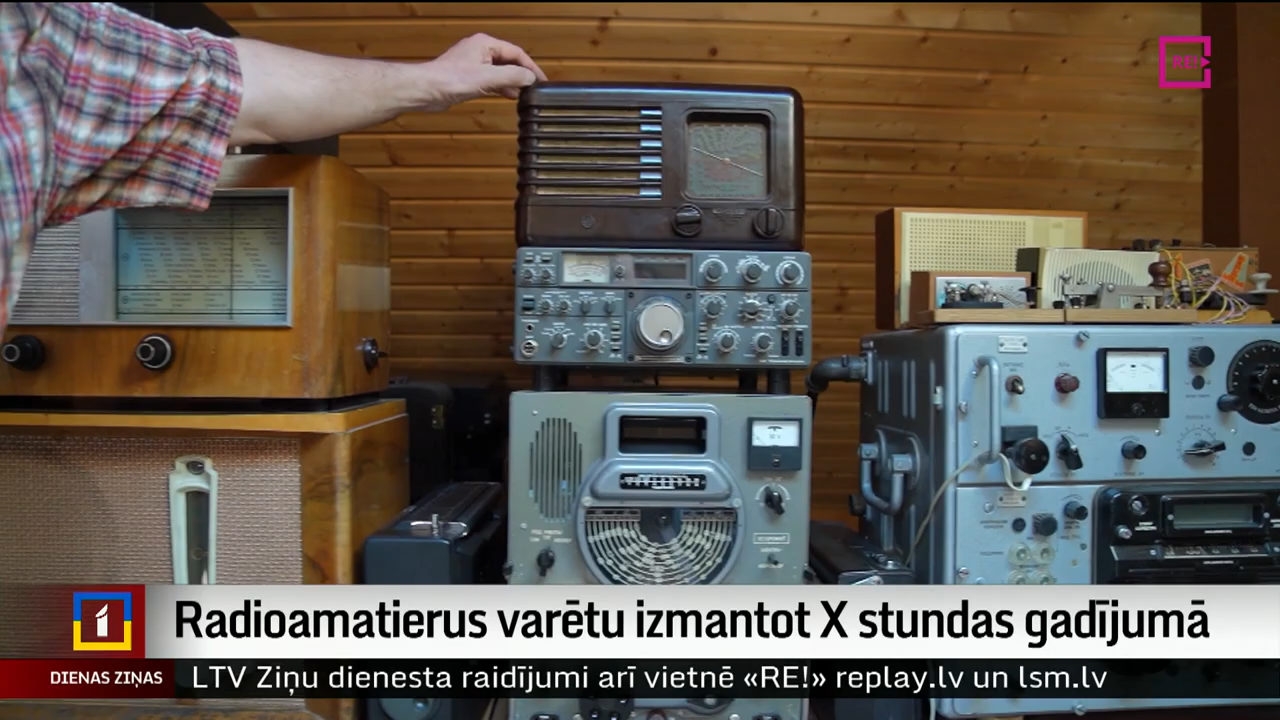 RE!
Radioamatierus varētu izmantot X stundas gadījumā
1
DIENAS ZIŅAS
LTV Ziņu dienesta raidījumi arī vietnē «RE!» replay.lv un lsm.lv